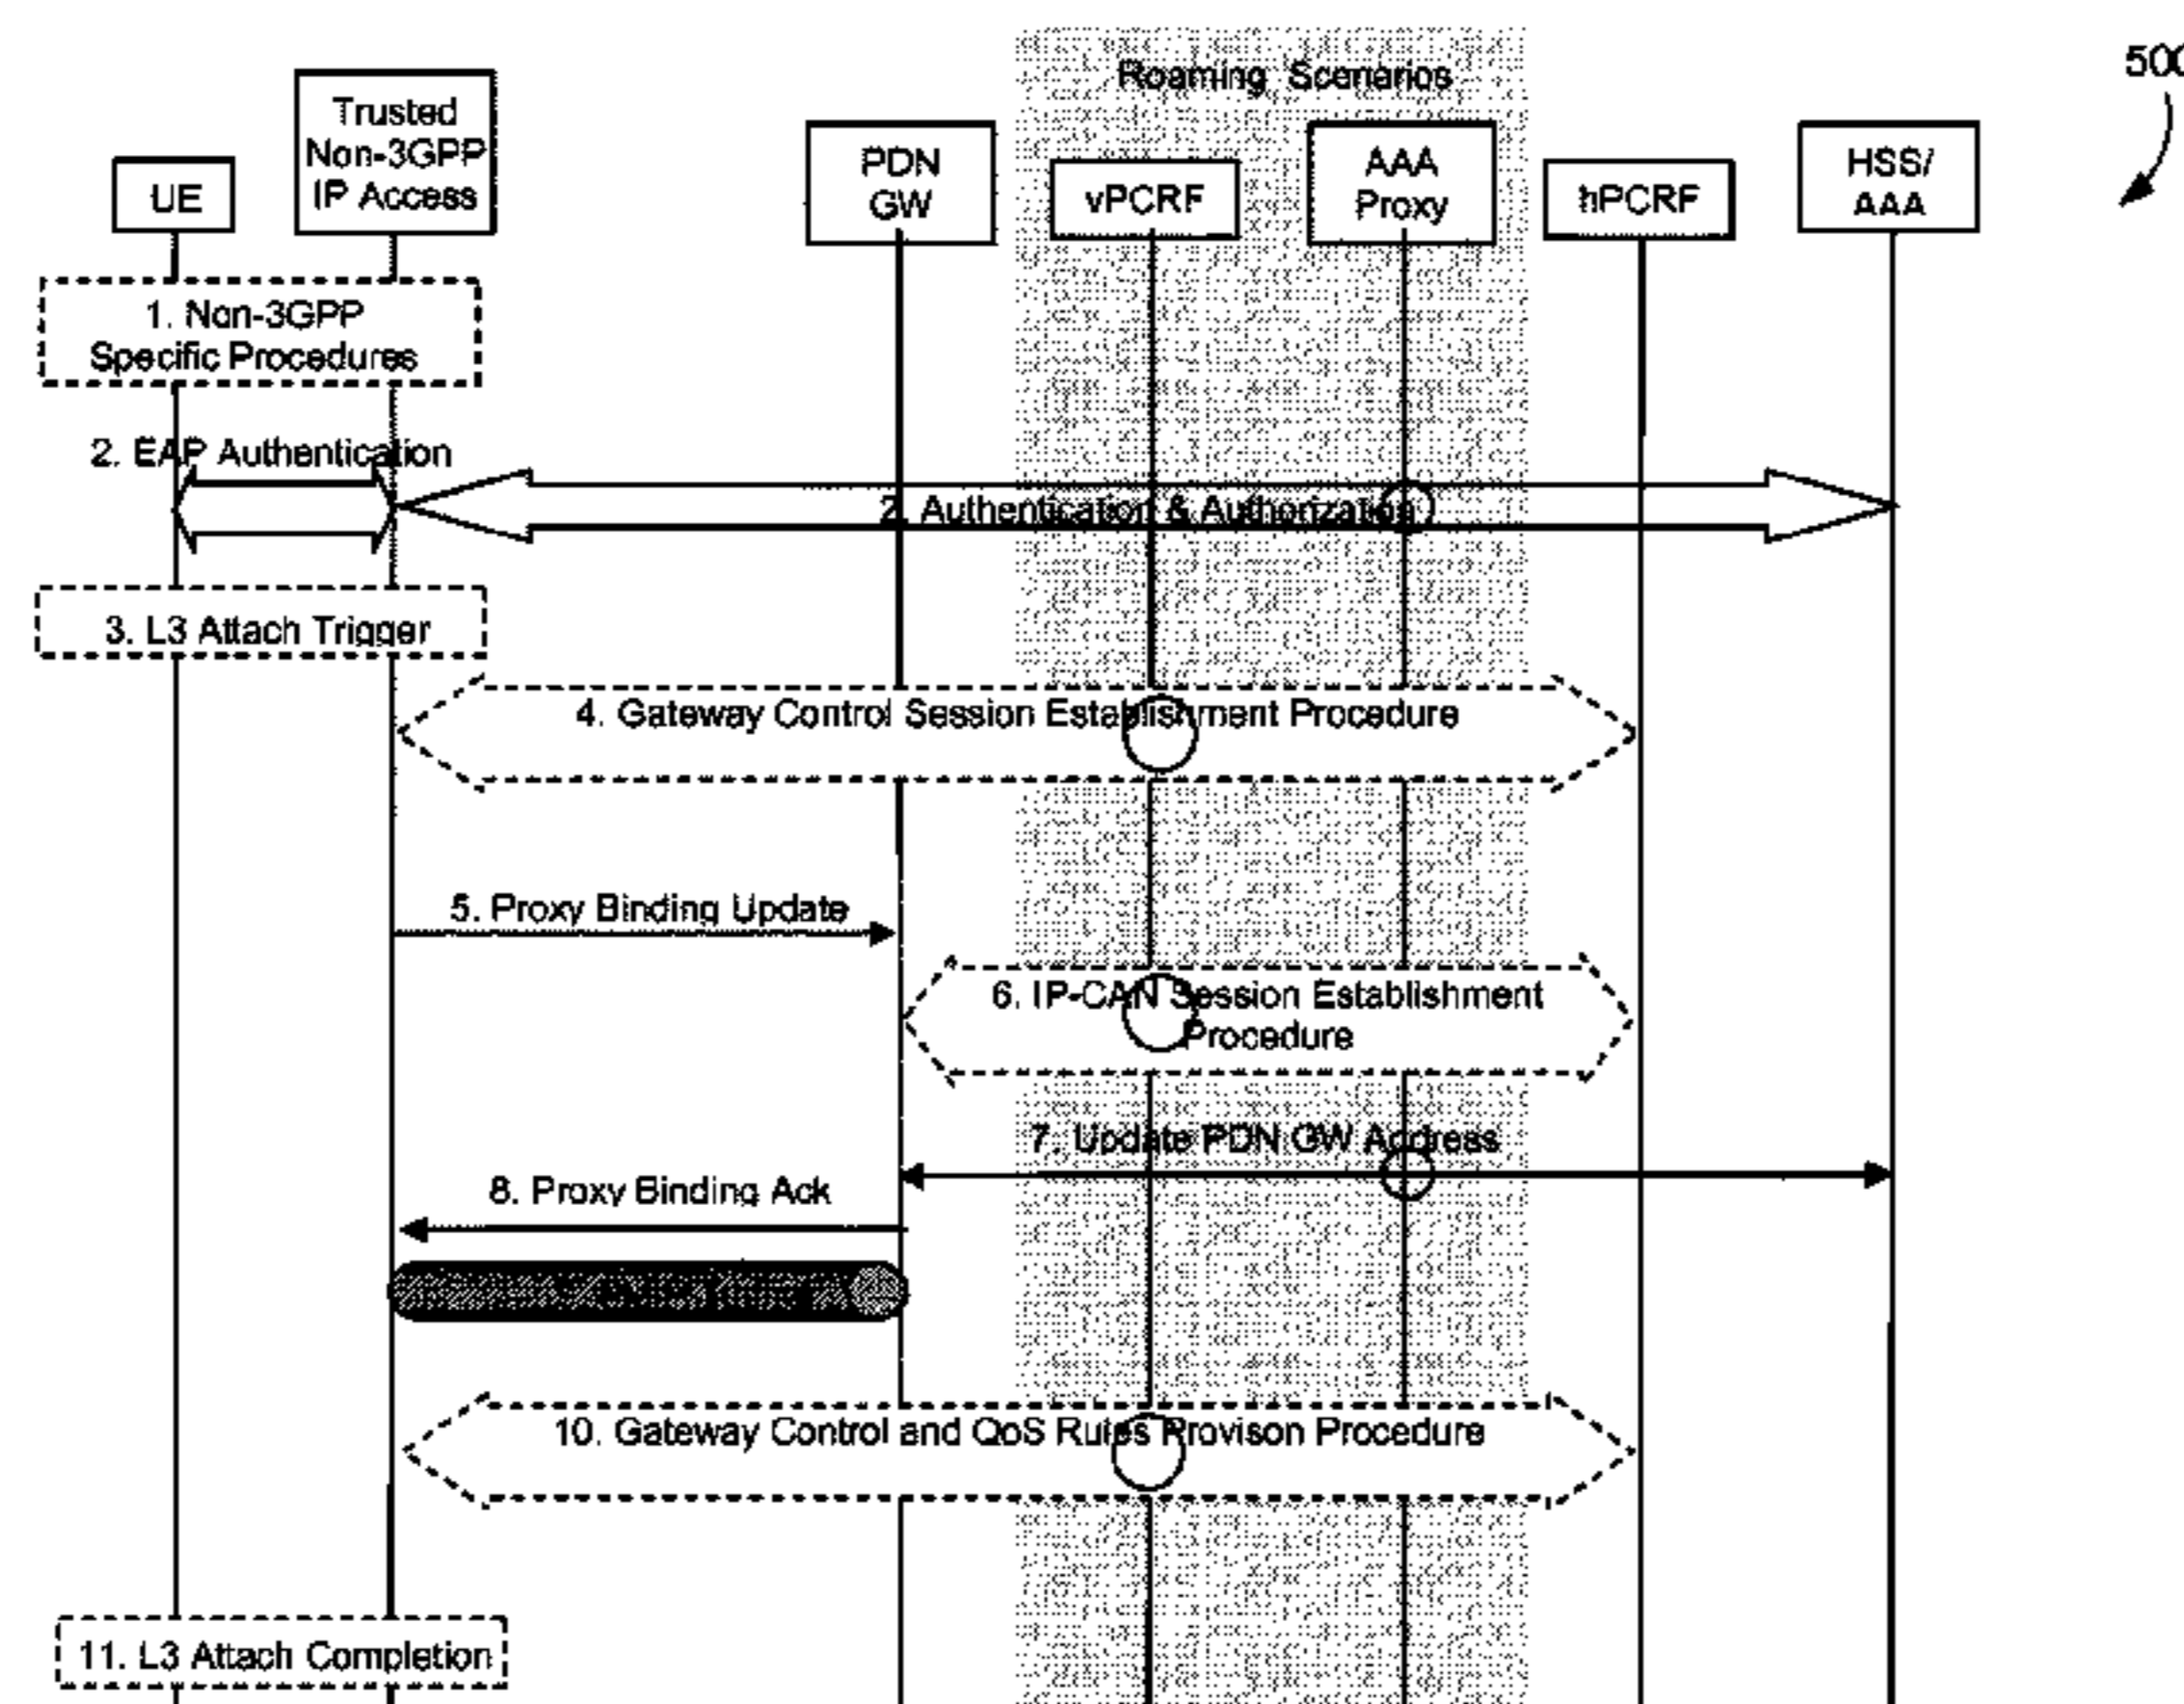 Roaming Scenarios
500
UE
Trusted
Non-3GPP
IP Access
PDN
GW
vPCRF
AAA
Proxy
hPCRF
HSS/
AAA
1. Non-3GPP
Specific Procedures
2. EAP Authentication
2. Authentication & Authorization
3. L3 Attach Trigger
4. Gateway Control Session Establishment Procedure
5. Proxy Binding Update
6. IP-CAN Session Establishment
Procedure
7. Update PDN GW Address
8. Proxy Binding Ack
10. Gateway Control and QoS Rules Provison Procedure
11. L3 Attach Completion